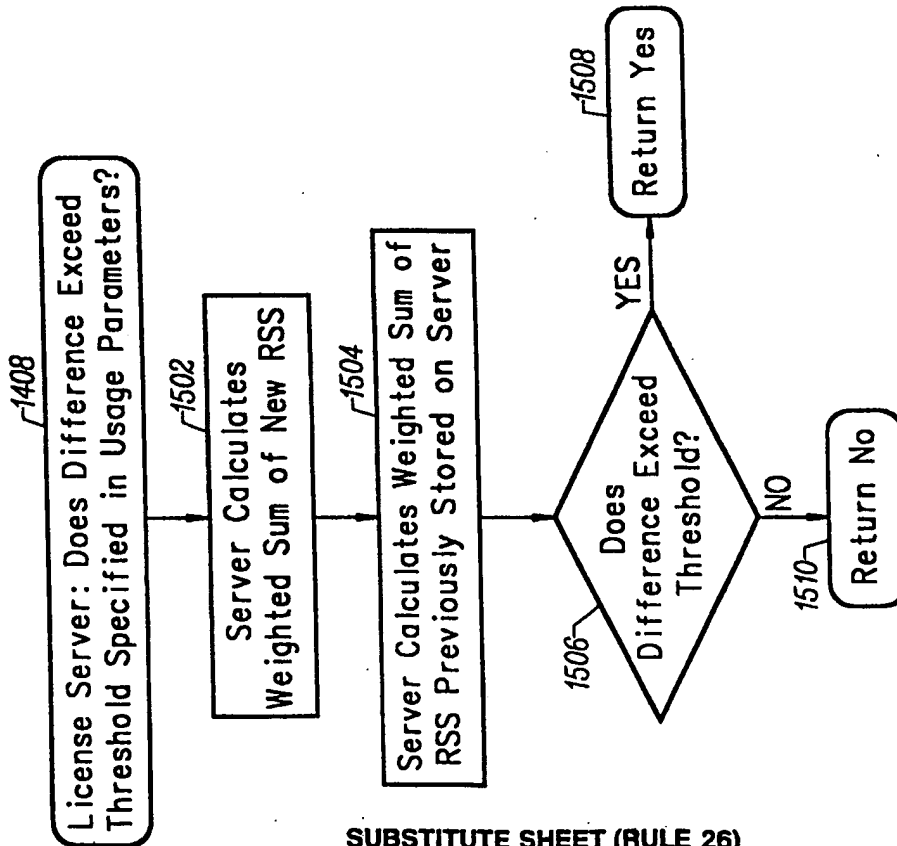 1408
License Server: Does Difference Exceed
Threshold Specified in Usage Parameters?
1502
Server Calculates
Weighted Sum of New RSS
1504
Server Calculates Weighted Sum of
RSS Previously Stored on Server
1506
Does
Difference Exceed
Threshold?
YES
1508
Return Yes
NO
1510
Return No
SUBSTITUTE SHEET (RULE 26)